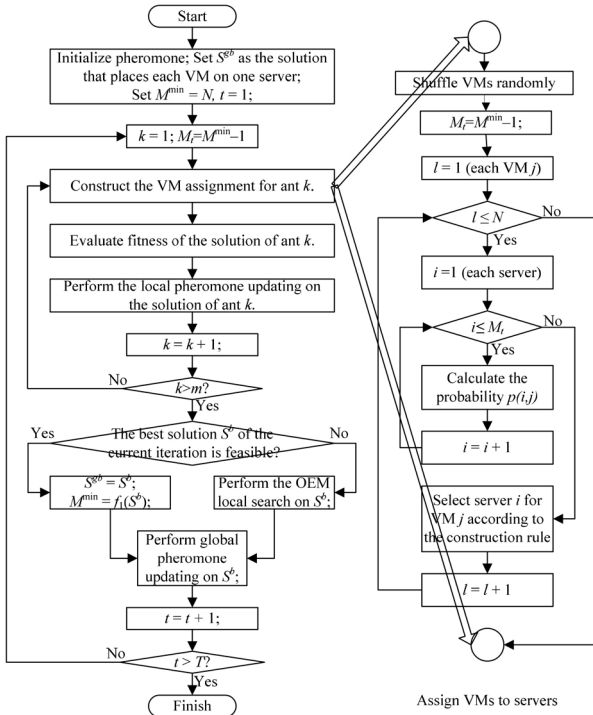 Start
Initialize pheromone; Set S^gb as the solution
that places each VM on one server;
Set M^min = N, t = 1;
k = 1; M_t=M^min–1
Construct the VM assignment for ant k.
Evaluate fitness of the solution of ant k.
Perform the local pheromone updating on
the solution of ant k.
k = k + 1;
No
k>m?
Yes
Yes
The best solution S^b of the
current iteration is feasible?
No
S^gb = S^b;
M^min = f_1(S^b);
Perform the OEM
local search on S^b;
Perform global
pheromone
updating on S^b;
t = t + 1;
No
t > T?
Yes
Finish
Shuffle VMs randomly
M_t=M^min–1;
l = 1 (each VM j)
l ≤ N
No
Yes
i =1 (each server)
i≤ M_t
No
Yes
Calculate the
probability p(i,j)
i = i + 1
Select server i for
VM j according to
the construction rule
l = l + 1
Assign VMs to servers